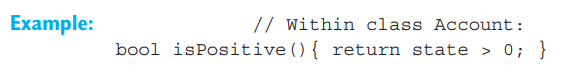 Example: // Within class Account:
bool isPositive(){ return state > 0; }